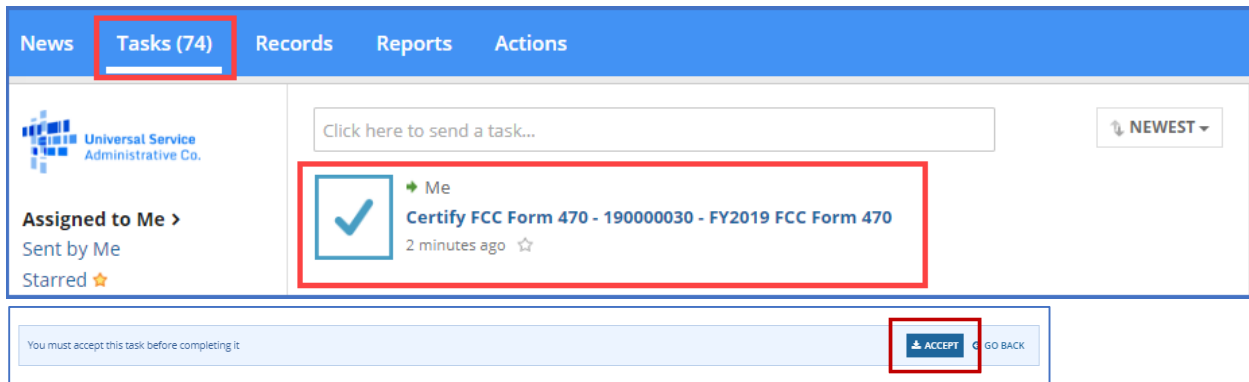 News Tasks (74) Records Reports Actions
Universal Service
Administrative Co.
Click here to send a task...
NEWEST
Me
Certify FCC Form 470 - 190000030 - FY2019 FCC Form 470
2 minutes ago
Assigned to Me >
Sent by Me
Starred
You must accept this task before completing it
ACCEPT
GO BACK